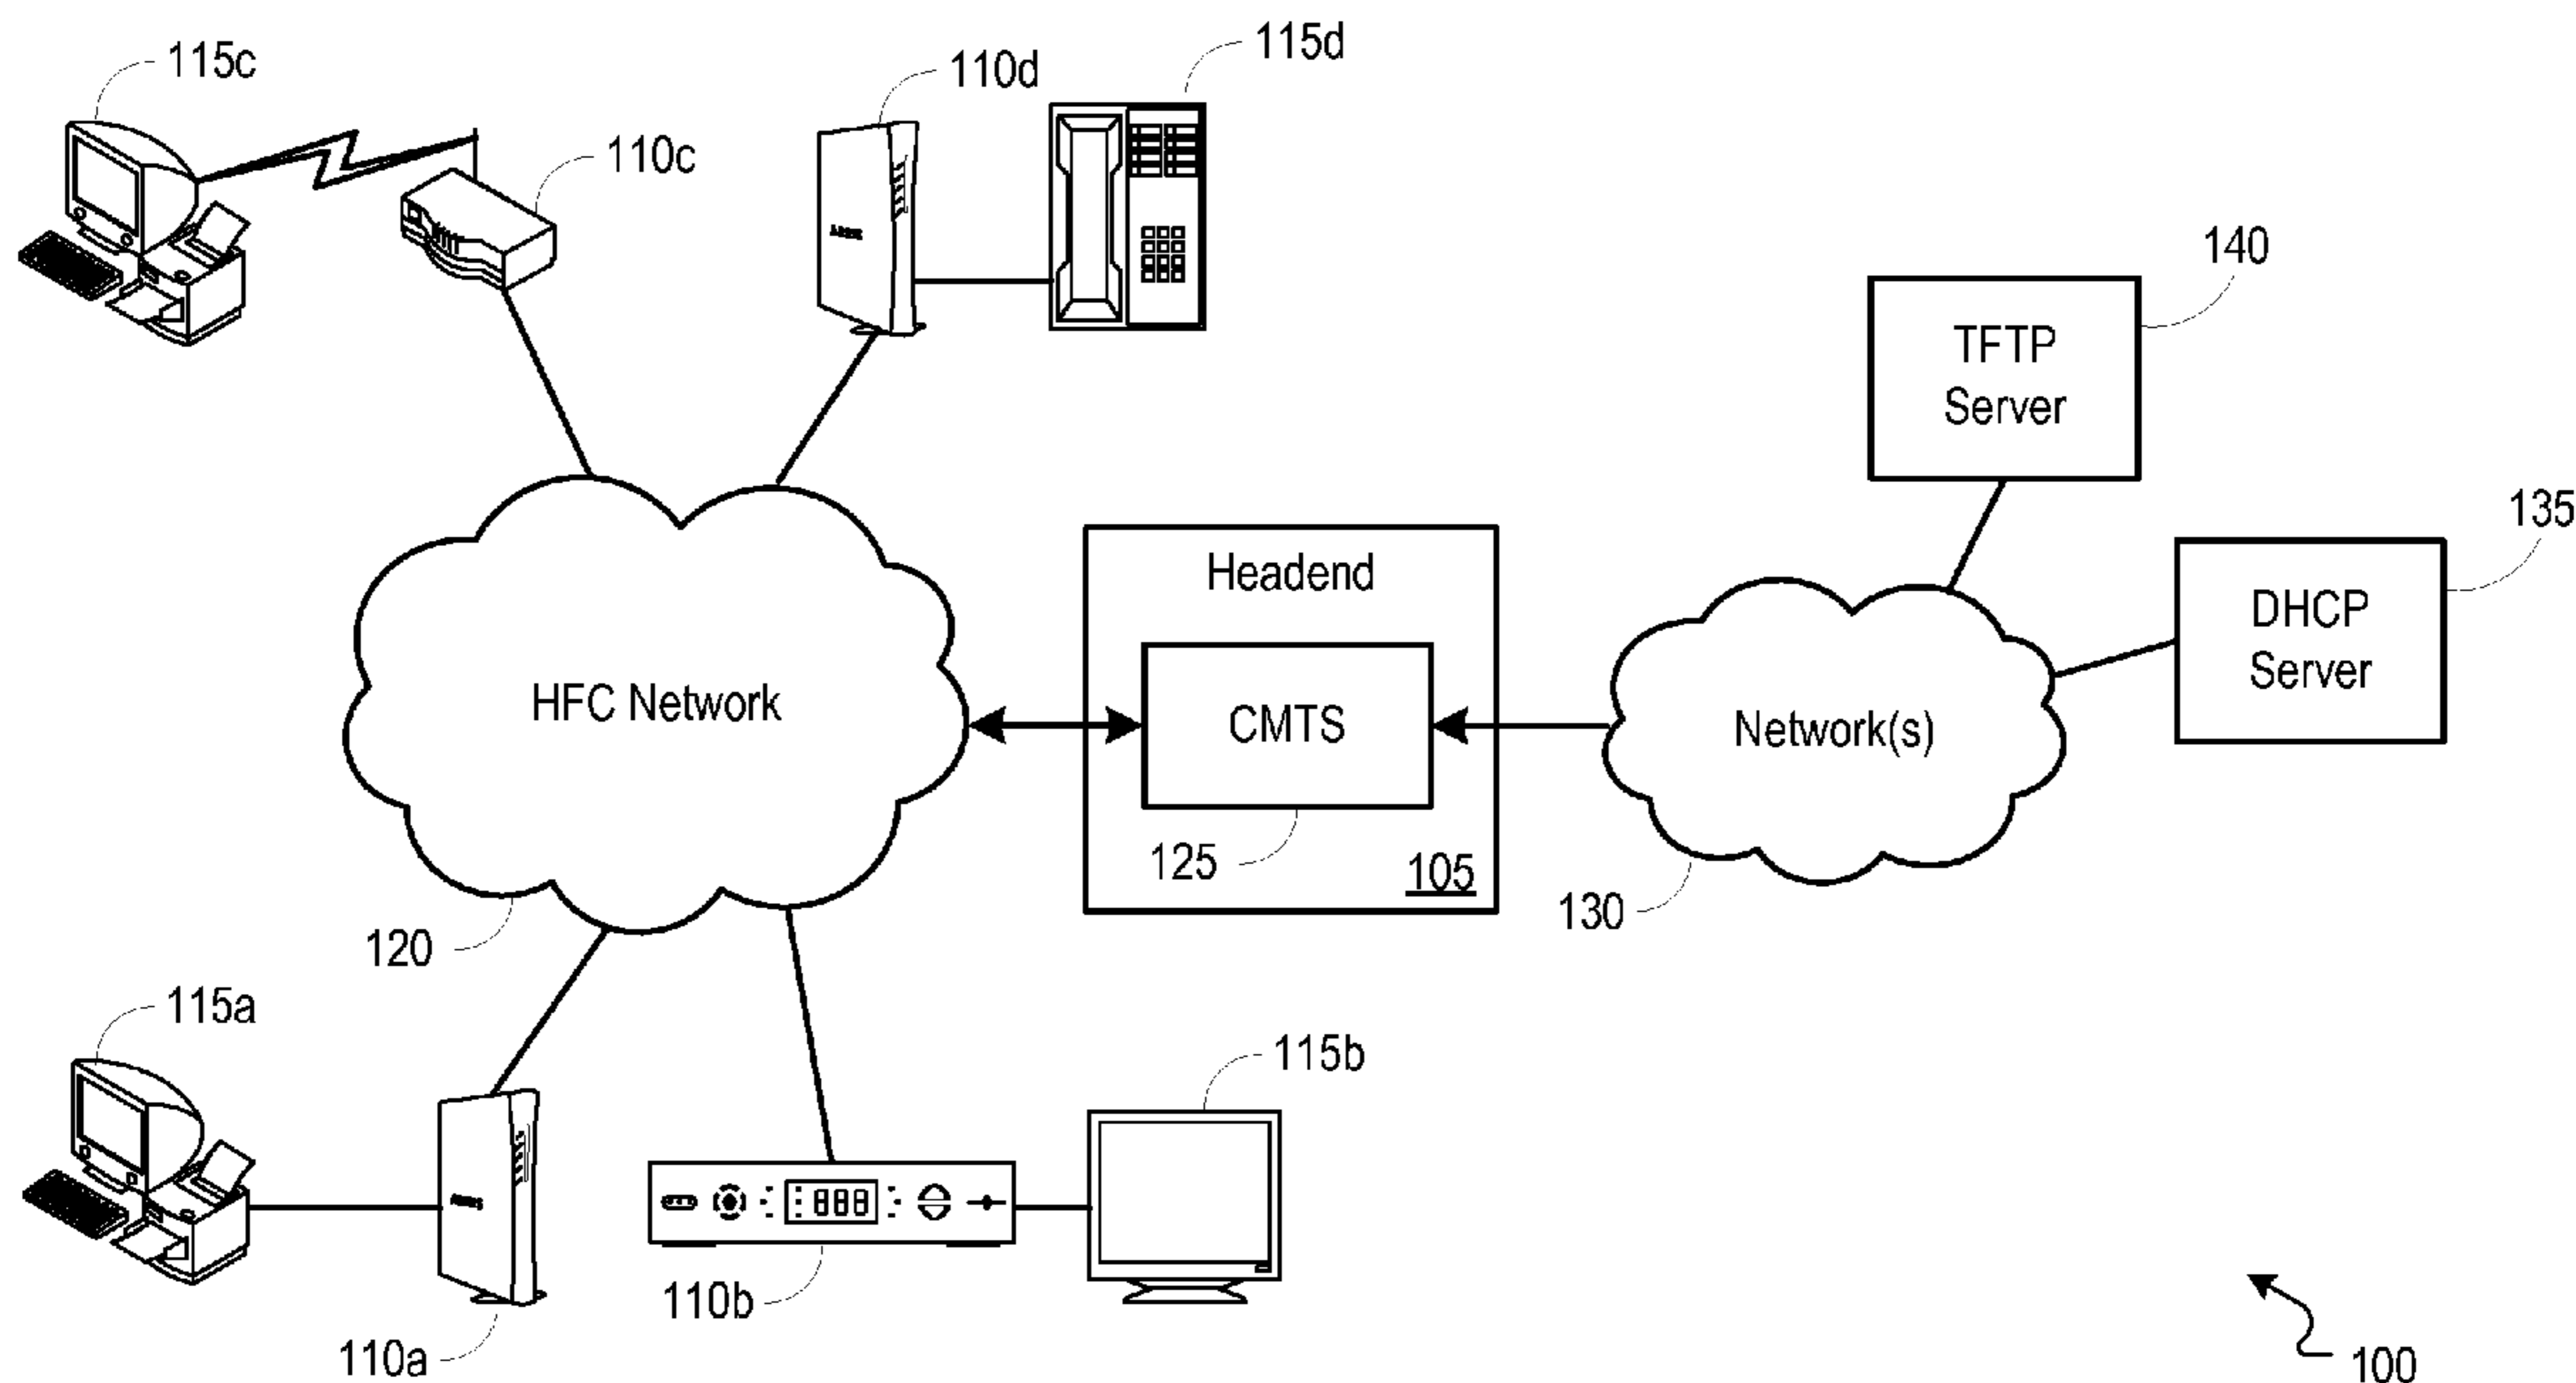 115c
110d
115d
110c
140
TFTP
Server
135
Headend
DHCP
Server
HFC Network
CMTS
Network(s)
125
105
130
120
115a
115b
888
110b
110a
100